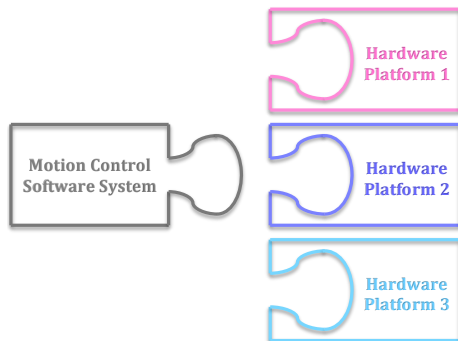 Motion Control
Software System
Hardware
Platform 1
Hardware
Platform 2
Hardware
Platform 3